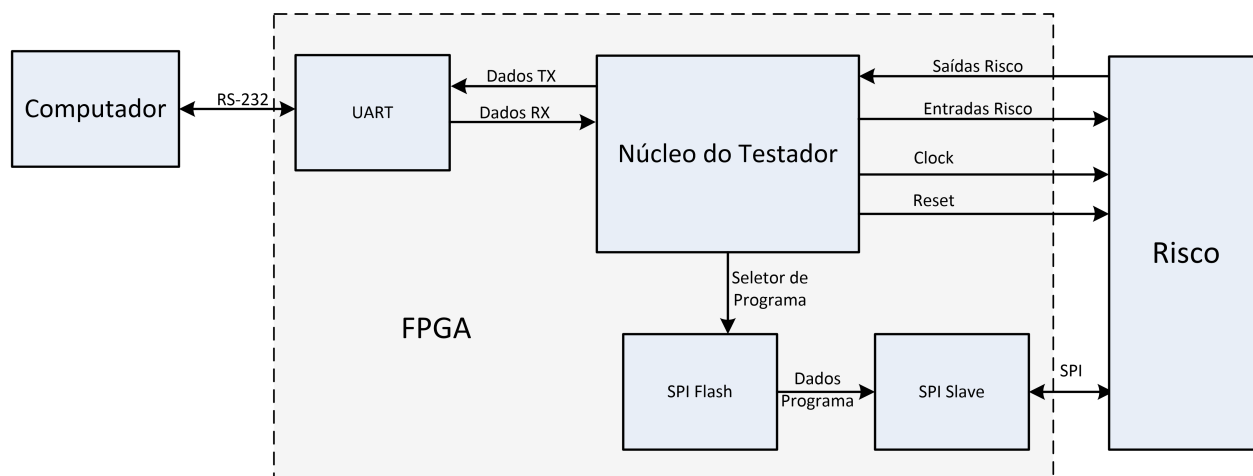 Computador
RS-232
UART
Dados TX
Dados RX
Núcleo do Testador
Saídas Risco
Entradas Risco
Clock
Reset
Risco
Seletor de
Programa
FPGA
SPI Flash
Dados
Programa
SPI Slave
SPI